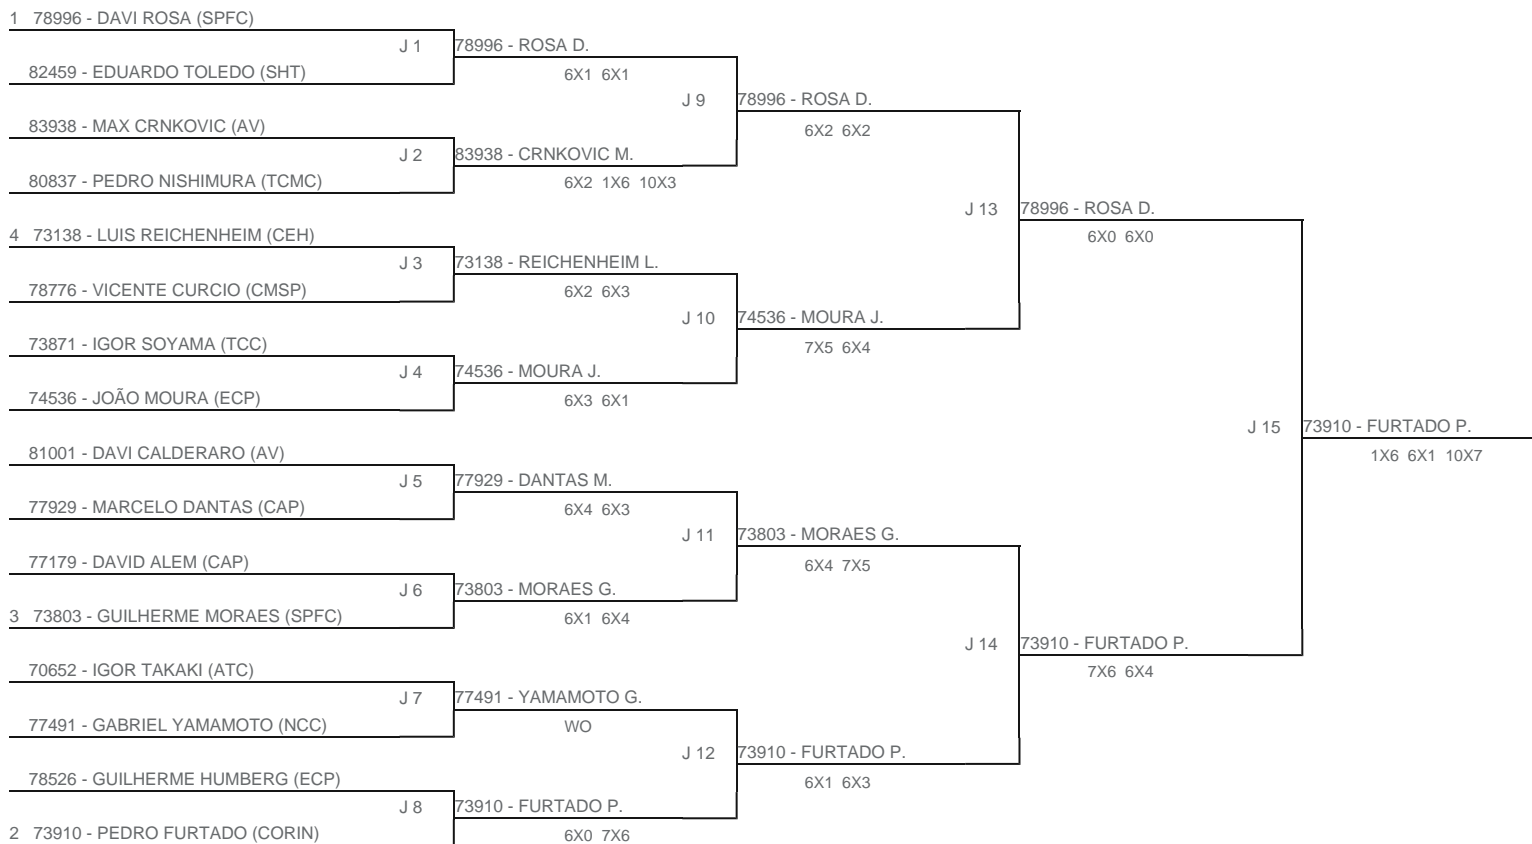 1 78996 - DAVI ROSA (SPFC)
J 1 78996 - ROSA D.
82459 - EDUARDO TOLEDO (SHT) 6X1 6X1
J 9 78996 - ROSA D.
83938 - MAX CRNKOVIC (AV) 6X2 6X2
J 2 83938 - CRNKOVIC M.
80837 - PEDRO NISHIMURA (TCMC) 6X2 1X6 10X3
J 13 78996 - ROSA D.
4 73138 - LUIS REICHENHEIM (CEH) 6X0 6X0
J 3 73138 - REICHENHEIM L.
78776 - VICENTE CURCIO (CMSP) 6X2 6X3
J 10 74536 - MOURA J.
73871 - IGOR SOYAMA (TCC) 7X5 6X4
J 4 74536 - MOURA J.
74536 - JOÃO MOURA (ECP) 6X3 6X1
J 15 73910 - FURTADO P.
81001 - DAVI CALDERARO (AV) 1X6 6X1 10X7
J 5 77929 - DANTAS M.
77929 - MARCELO DANTAS (CAP) 6X4 6X3
J 11 73803 - MORAES G.
77179 - DAVID ALEM (CAP) 6X4 7X5
J 6 73803 - MORAES G.
3 73803 - GUILHERME MORAES (SPFC) 6X1 6X4
J 14 73910 - FURTADO P.
70652 - IGOR TAKAKI (ATC) 7X6 6X4
J 7 77491 - YAMAMOTO G.
77491 - GABRIEL YAMAMOTO (NCC) WO
J 12 73910 - FURTADO P.
78526 - GUILHERME HUMBERG (ECP) 6X1 6X3
J 8 73910 - FURTADO P.
2 73910 - PEDRO FURTADO (CORIN) 6X0 7X6